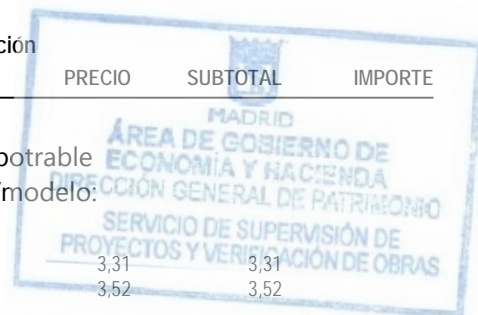 ción
PRECIO SUBTOTAL IMPORTE
MADRID
ÁREA DE GOBIERNO DE
potrable ECONOMÍA Y HACIENDA
/modelo: DIRECCIÓN GENERAL DE PATRIMONIO
SERVICIO DE SUPERVISIÓN DE
PROYECTOS Y VERIFICACIÓN DE OBRAS
3,31 3,31
3,52 3,52